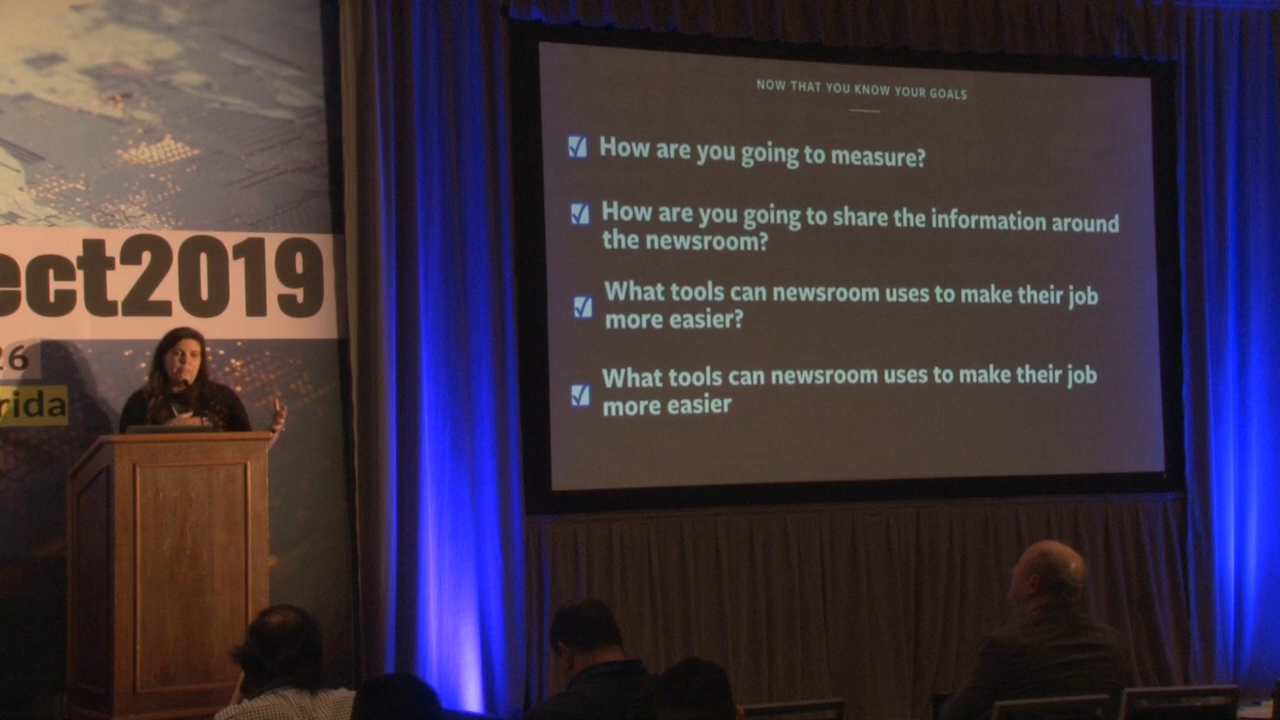 NOW THAT YOU KNOW YOUR GOALS
How are you going to measure?
How are you going to share the information around
the newsroom?
What tools can newsroom uses to make their job
more easier?
What tools can newsroom uses to make their job
more easier
ect2019
26
rida